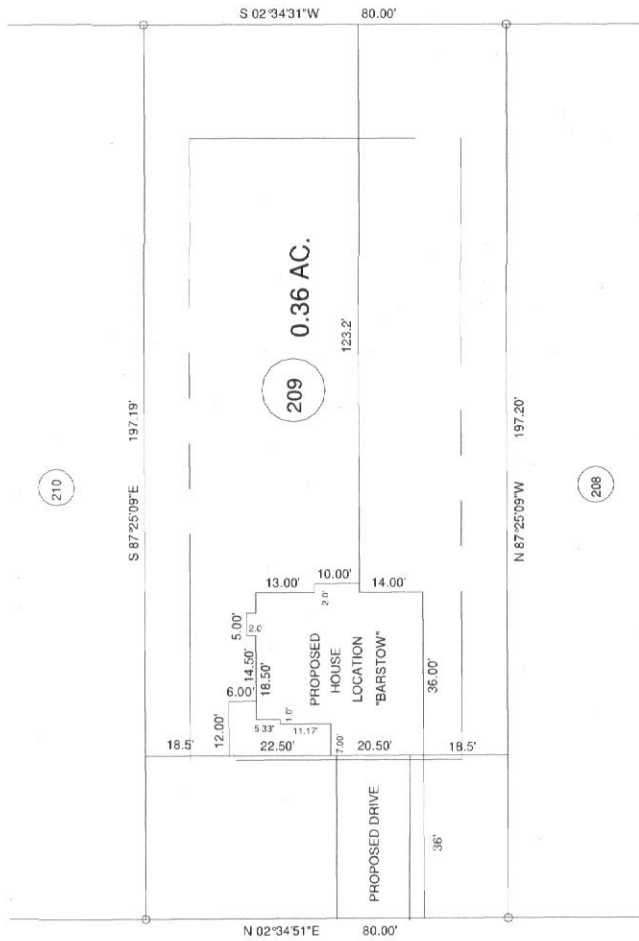 S 02°34'31"W 80.00'
S 87°25'09"E 197.19'
210
0.36 AC.
209
123.2'
N 87°25'09"W 197.20'
208
13.00'
10.00'
14.00'
2.0'
5.00'
2.0'
14.50'
18.50'
6.00'
12.00'
5.33'
1.0'
11.17'
7.00'
PROPOSED
HOUSE
LOCATION
"BARSTOW"
36.00'
18.5'
22.50'
20.50'
18.5'
PROPOSED DRIVE
36'
N 02°34'51"E 80.00'